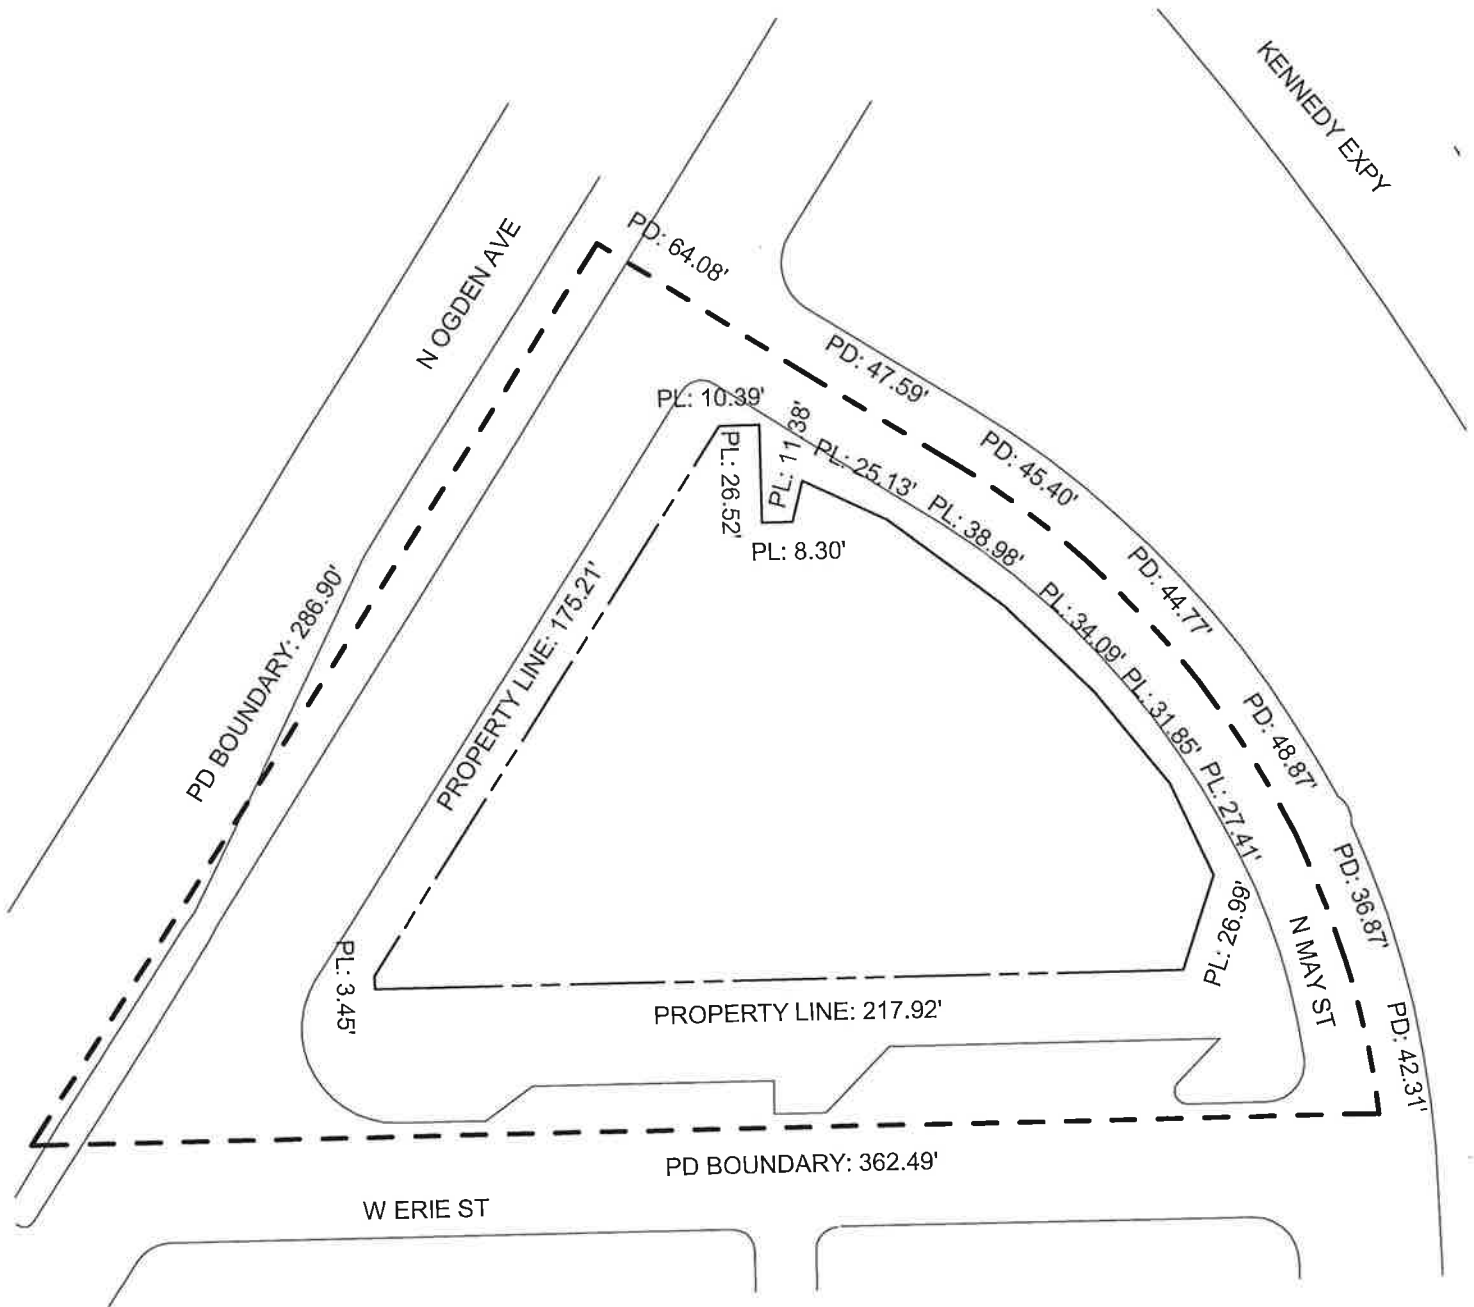 KENNEDY EXPY
PD: 64.08'
N OGDEN AVE
PD: 47.59'
PL: 10.39'
PL: 11.38'
PL: 26.52'
PL: 25.13'
PD: 45.40'
PL: 38.98'
PL: 8.30'
PD: 44.77'
PL: 34.09'
PD BOUNDARY: 286.90'
PROPERTY LINE: 175.21'
PL: 31.85'
PD: 48.87'
PL: 27.41'
PD: 36.87'
PL: 26.99'
N MAY ST
PL: 3.45'
PROPERTY LINE: 217.92'
PD: 42.31'
PD BOUNDARY: 362.49'
W ERIE ST